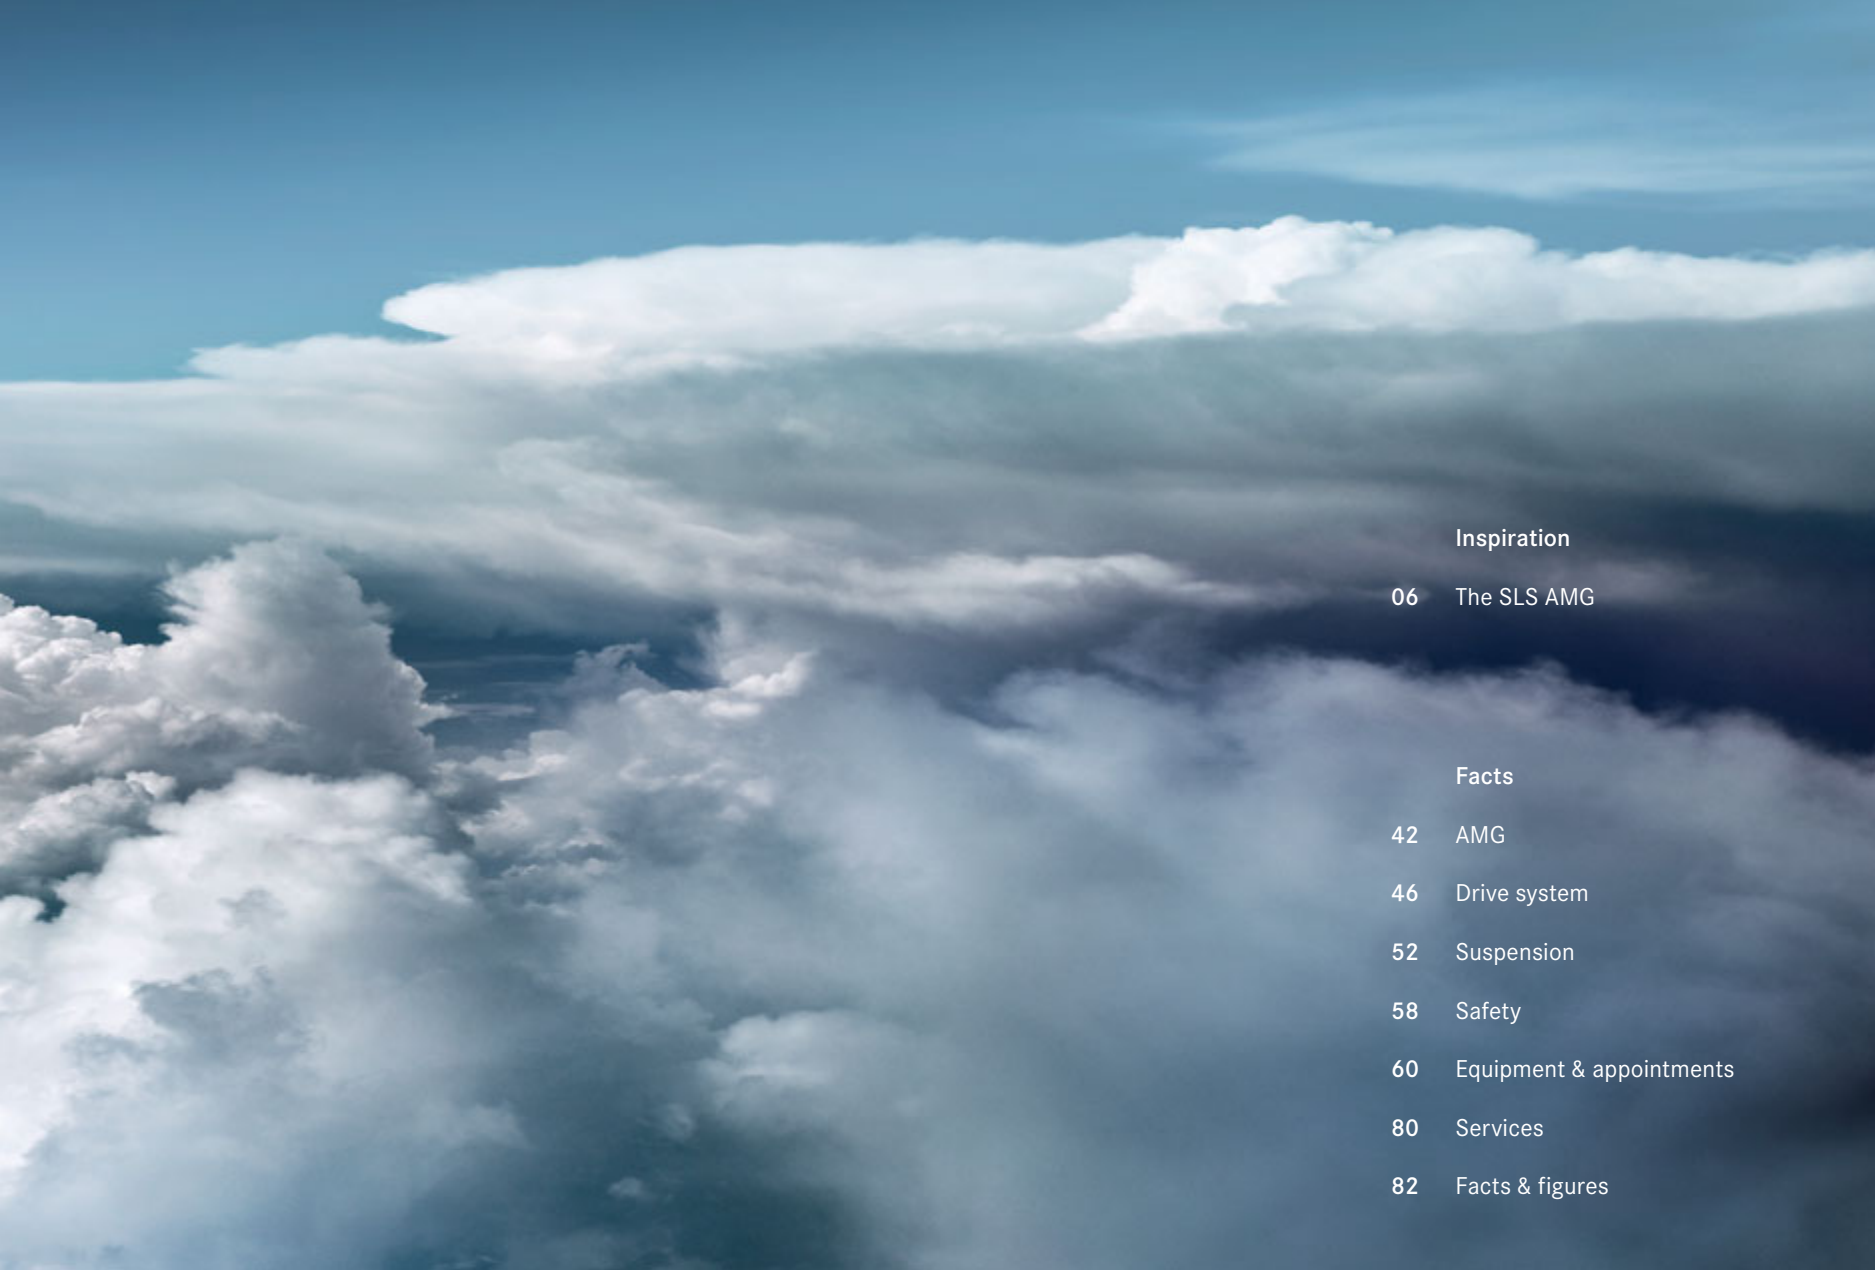 Inspiration
06 The SLS AMG
Facts
42 AMG
46 Drive system
52 Suspension
58 Safety
60 Equipment & appointments
80 Services
82 Facts & figures